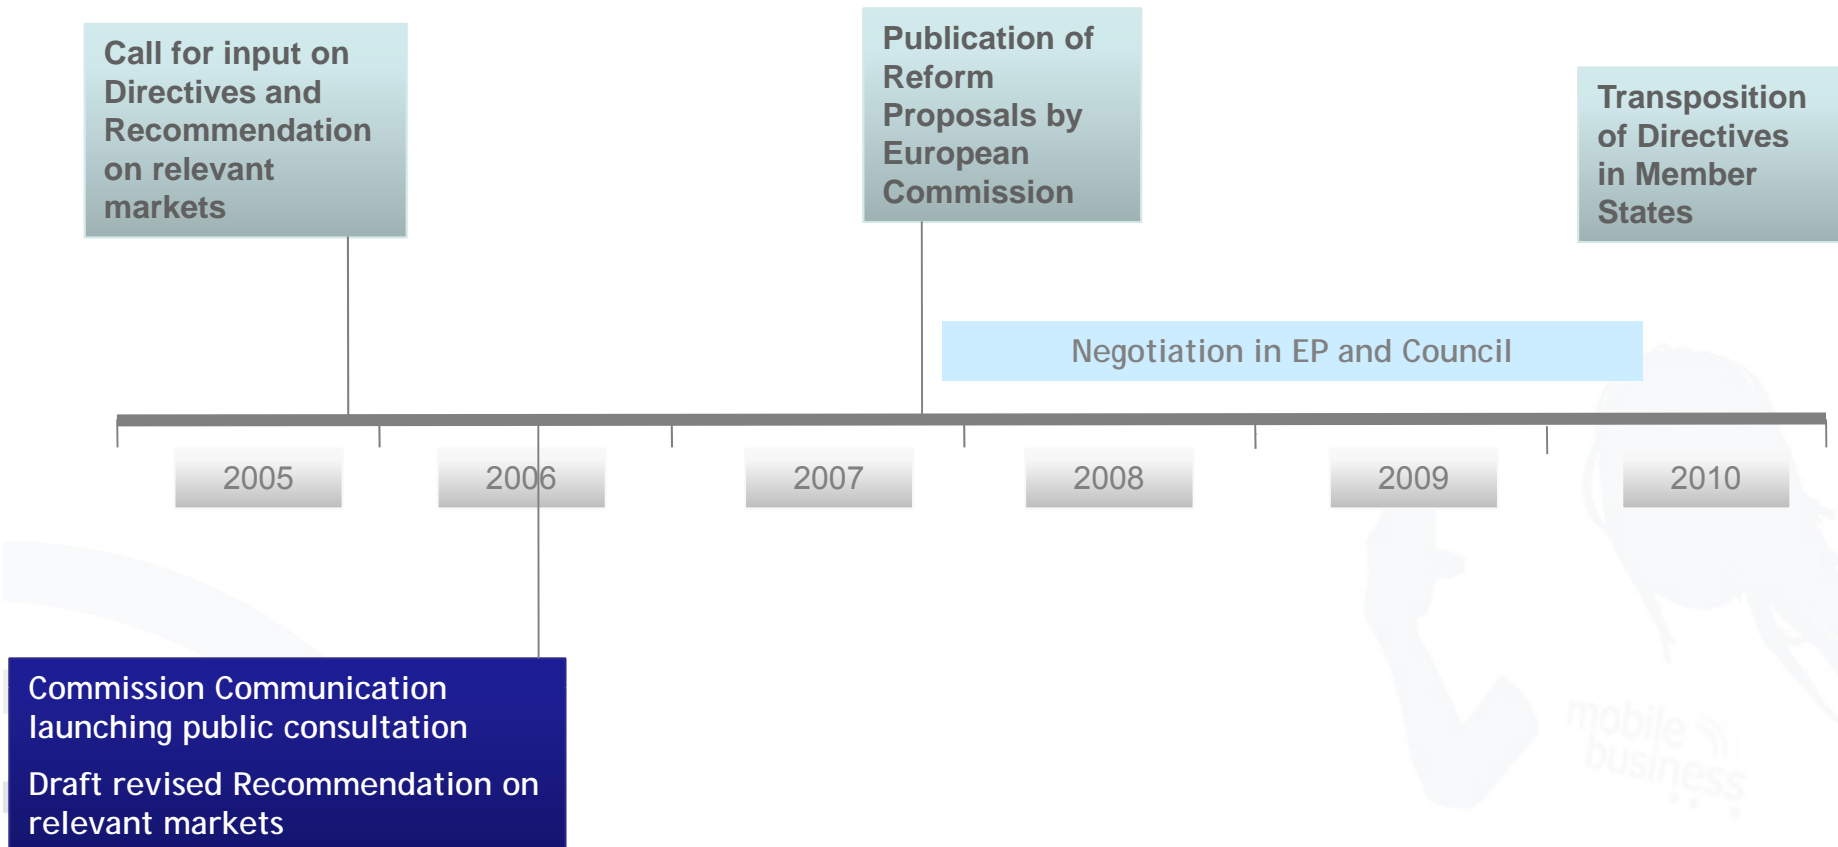 Call for input on
Directives and
Recommendation
on relevant
markets
Publication of
Reform
Proposals by
European
Commission
Transposition
of Directives
in Member
States
Negotiation in EP and Council
2005
2006
2007
2008
2009
2010
Commission Communication
launching public consultation
Draft revised Recommendation on
relevant markets
mobile
business